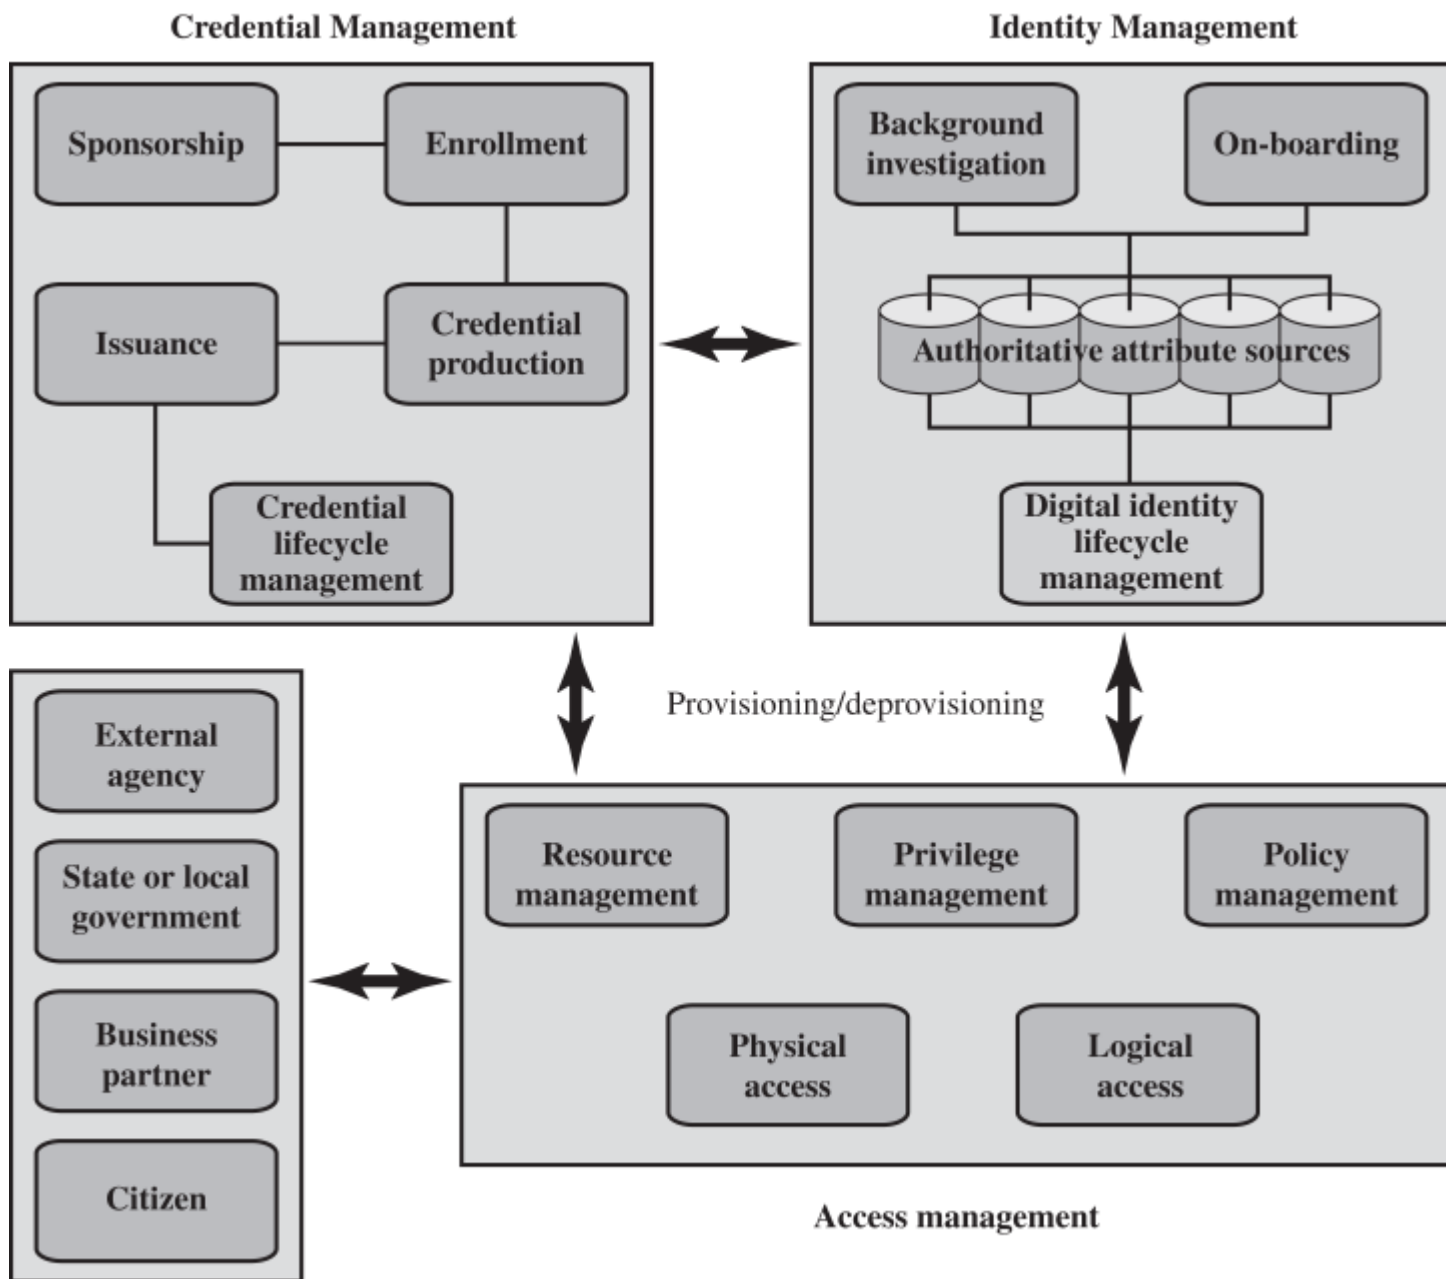 Credential Management
Sponsorship
Enrollment
Issuance
Credential
production
Credential
lifecycle
management
Identity Management
Background
investigation
On-boarding
Authoritative attribute sources
Digital identity
lifecycle
management
Provisioning/deprovisioning
External
agency
State or local
government
Business
partner
Citizen
Resource
management
Privilege
management
Policy
management
Physical
access
Logical
access
Access management